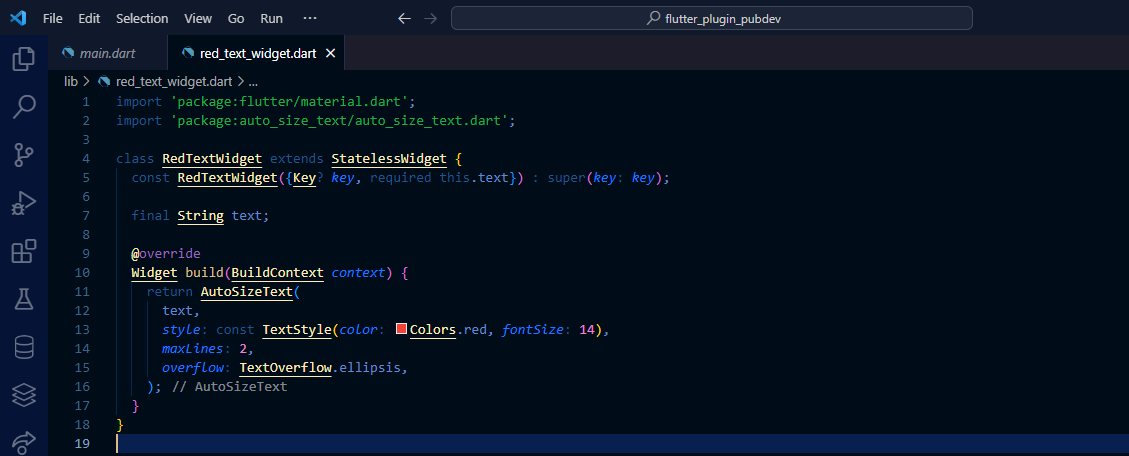 File Edit Selection View Go Run ··· flutter_plugin_pubdev
main.dart red_text_widget.dart
lib > red_text_widget.dart > ...
1 import 'package:flutter/material.dart';
2 import 'package:auto_size_text/auto_size_text.dart';
3
4 class RedTextWidget extends StatelessWidget {
5 const RedTextWidget({Key? key, required this.text}) : super(key: key);
6
7 final String text;
8
9 @override
10 Widget build(BuildContext context) {
11 return AutoSizeText(
12 text,
13 style: const TextStyle(color: Colors.red, fontSize: 14),
14 maxLines: 2,
15 overflow: TextOverflow.ellipsis,
16 ); // AutoSizeText
17 }
18 }
19